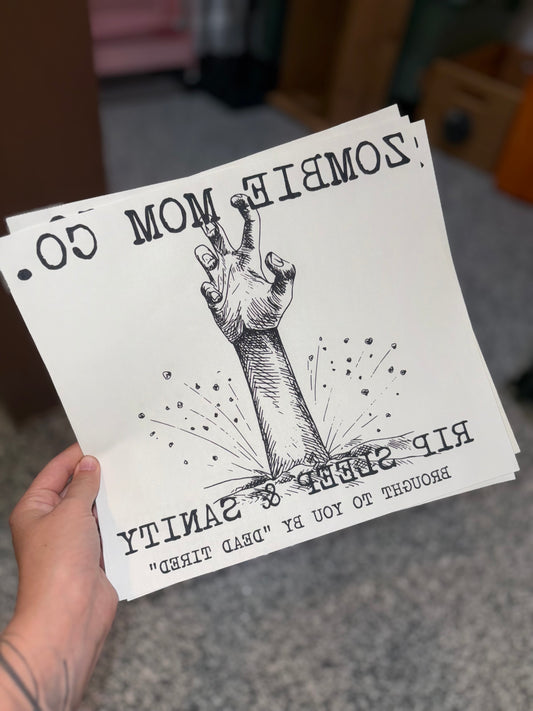 ZOMBIE MOM CO.
RIP SLEEP & SANITY
BROUGHT TO YOU BY "DEAD TIRED"